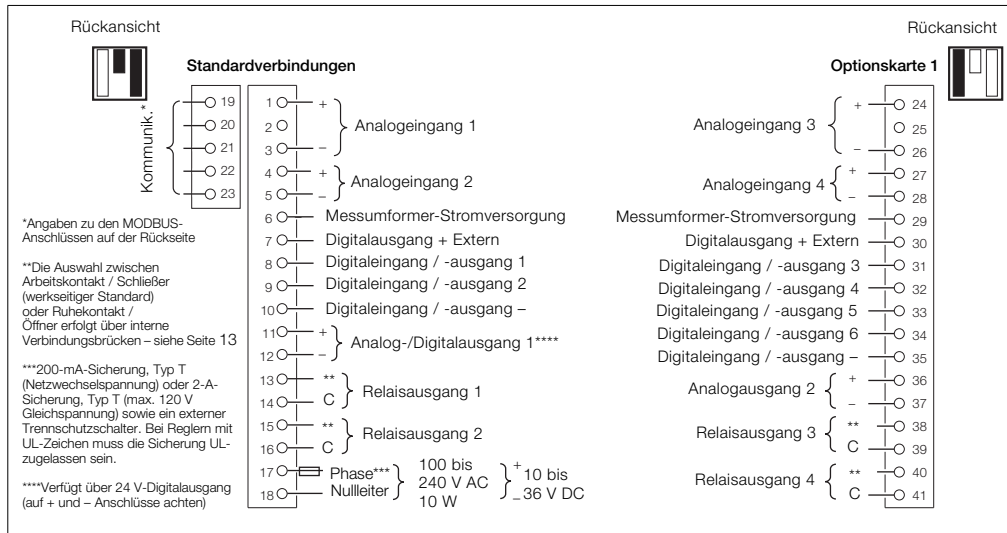 Rückansicht
Rückansicht
Standardverbindungen
Optionskarte 1
Kommunik.*
19
20
21
22
23
1 + Analogeingang 1
2
3 –
4 + Analogeingang 2
5 –
6 Messumformer-Stromversorgung
7 Digitalausgang + Extern
8 Digitaleingang / -ausgang 1
9 Digitaleingang / -ausgang 2
10 Digitaleingang / -ausgang –
11 + Analog-/Digitalausgang 1****
12 –
13 ** Relaisausgang 1
14 C
15 ** Relaisausgang 2
16 C
17 Phase*** 100 bis + 10 bis
18 Nullleiter 240 V AC – 36 V DC
10 W
*Angaben zu den MODBUS-
Anschlüssen auf der Rückseite
**Die Auswahl zwischen
Arbeitskontakt / Schließer
(werkseitiger Standard)
oder Ruhekontakt /
Öffner erfolgt über interne
Verbindungsbrücken – siehe Seite 13
***200-mA-Sicherung, Typ T
(Netzwechselspannung) oder 2-A-
Sicherung, Typ T (max. 120 V
Gleichspannung) sowie ein externer
Trennschutzschalter. Bei Reglern mit
UL-Zeichen muss die Sicherung UL-
zugelassen sein.
****Verfügt über 24 V-Digitalausgang
(auf + und – Anschlüsse achten)
Analogeingang 3 + 24
25
– 26
Analogeingang 4 + 27
– 28
Messumformer-Stromversorgung 29
Digitalausgang + Extern 30
Digitaleingang / -ausgang 3 31
Digitaleingang / -ausgang 4 32
Digitaleingang / -ausgang 5 33
Digitaleingang / -ausgang 6 34
Digitaleingang / -ausgang – 35
Analogausgang 2 + 36
– 37
Relaisausgang 3 ** 38
C 39
Relaisausgang 4 ** 40
C 41